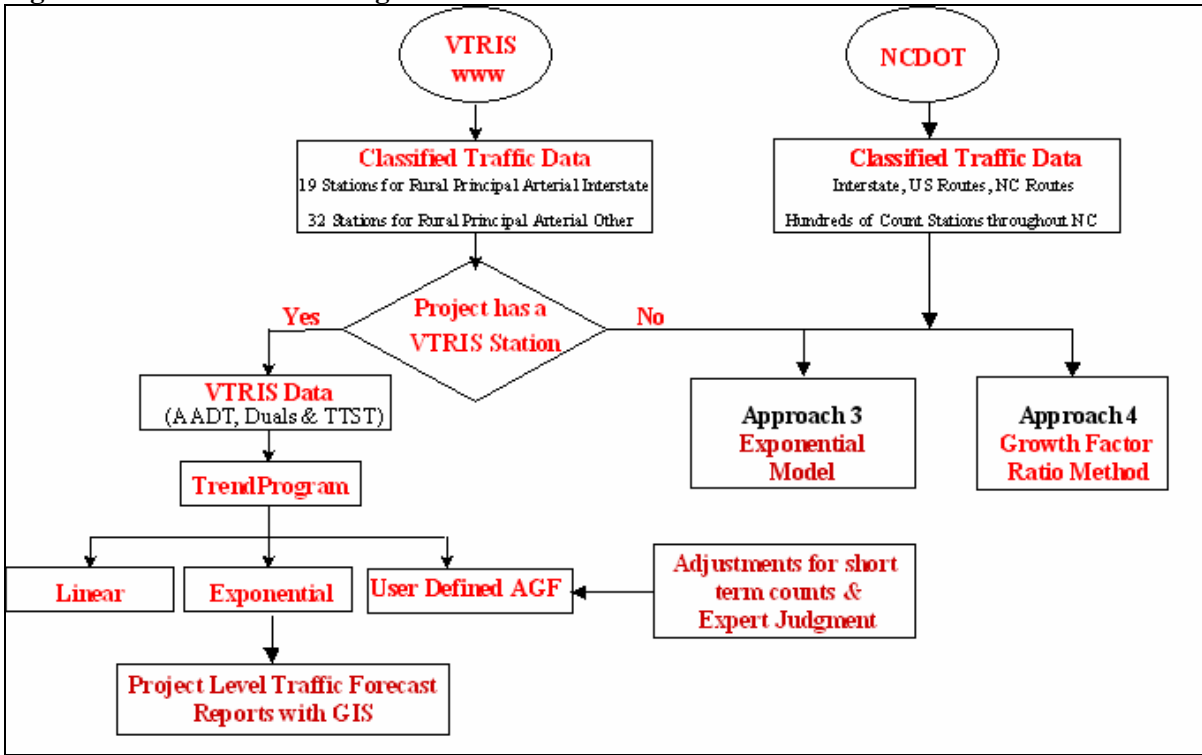 VTRIS
www
NCDOT
Classified Traffic Data
19 Stations for Rural Principal Arterial Interstate
32 Stations for Rural Principal Arterial Other
Classified Traffic Data
Interstate, US Routes, NC Routes
Hundreds of Count Stations throughout NC
Yes
Project has a
VTRIS Station
No
VTRIS Data
(AADT, Duals & TTST)
Approach 3
Exponential
Model
Approach 4
Growth Factor
Ratio Method
TrendProgram
Linear
Exponential
User Defined AGF
Adjustments for short
term counts &
Expert Judgment
Project Level Traffic Forecast
Reports with GIS